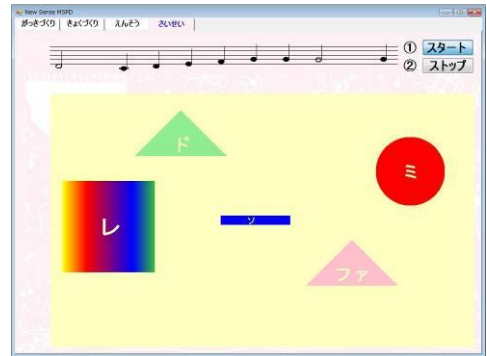 New Sense MSPD
がっきづくり きょくづくり えんそう さいせい
① スタート
② ストップ
ド
ミ
レ
ソ
ファ